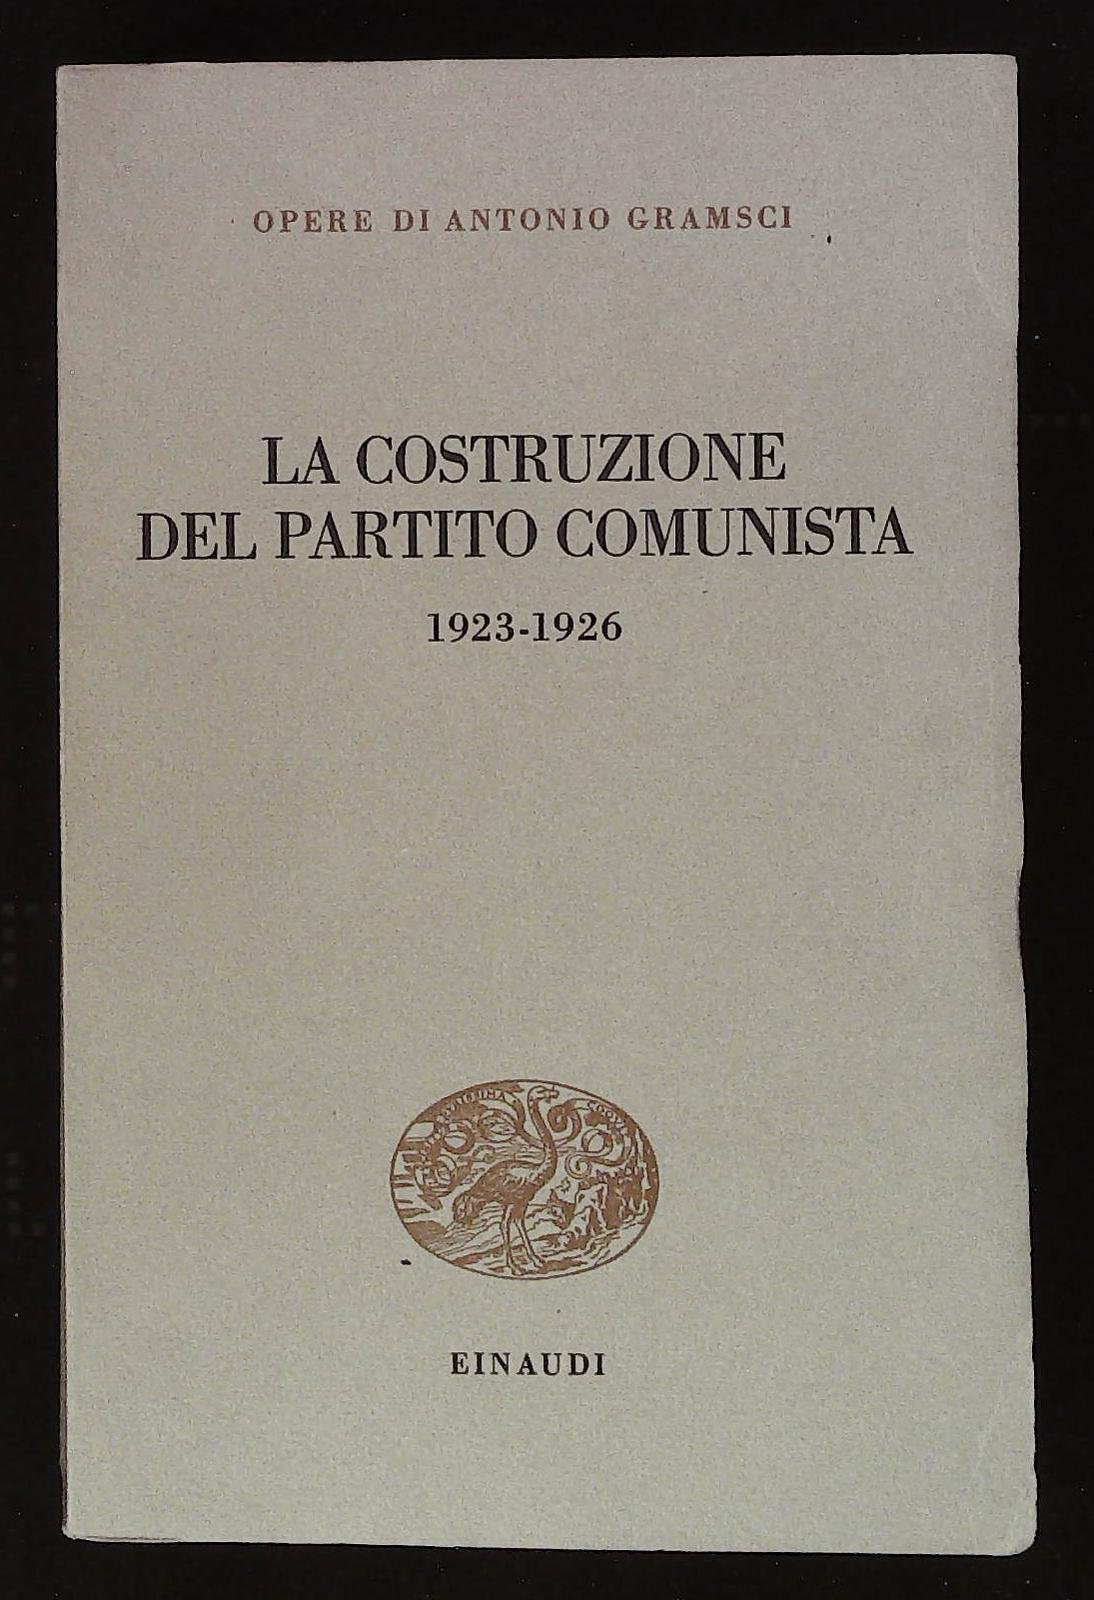 OPERE DI ANTONIO GRAMSCI
LA COSTRUZIONE
DEL PARTITO COMUNISTA
1923-1926
EINAUDI